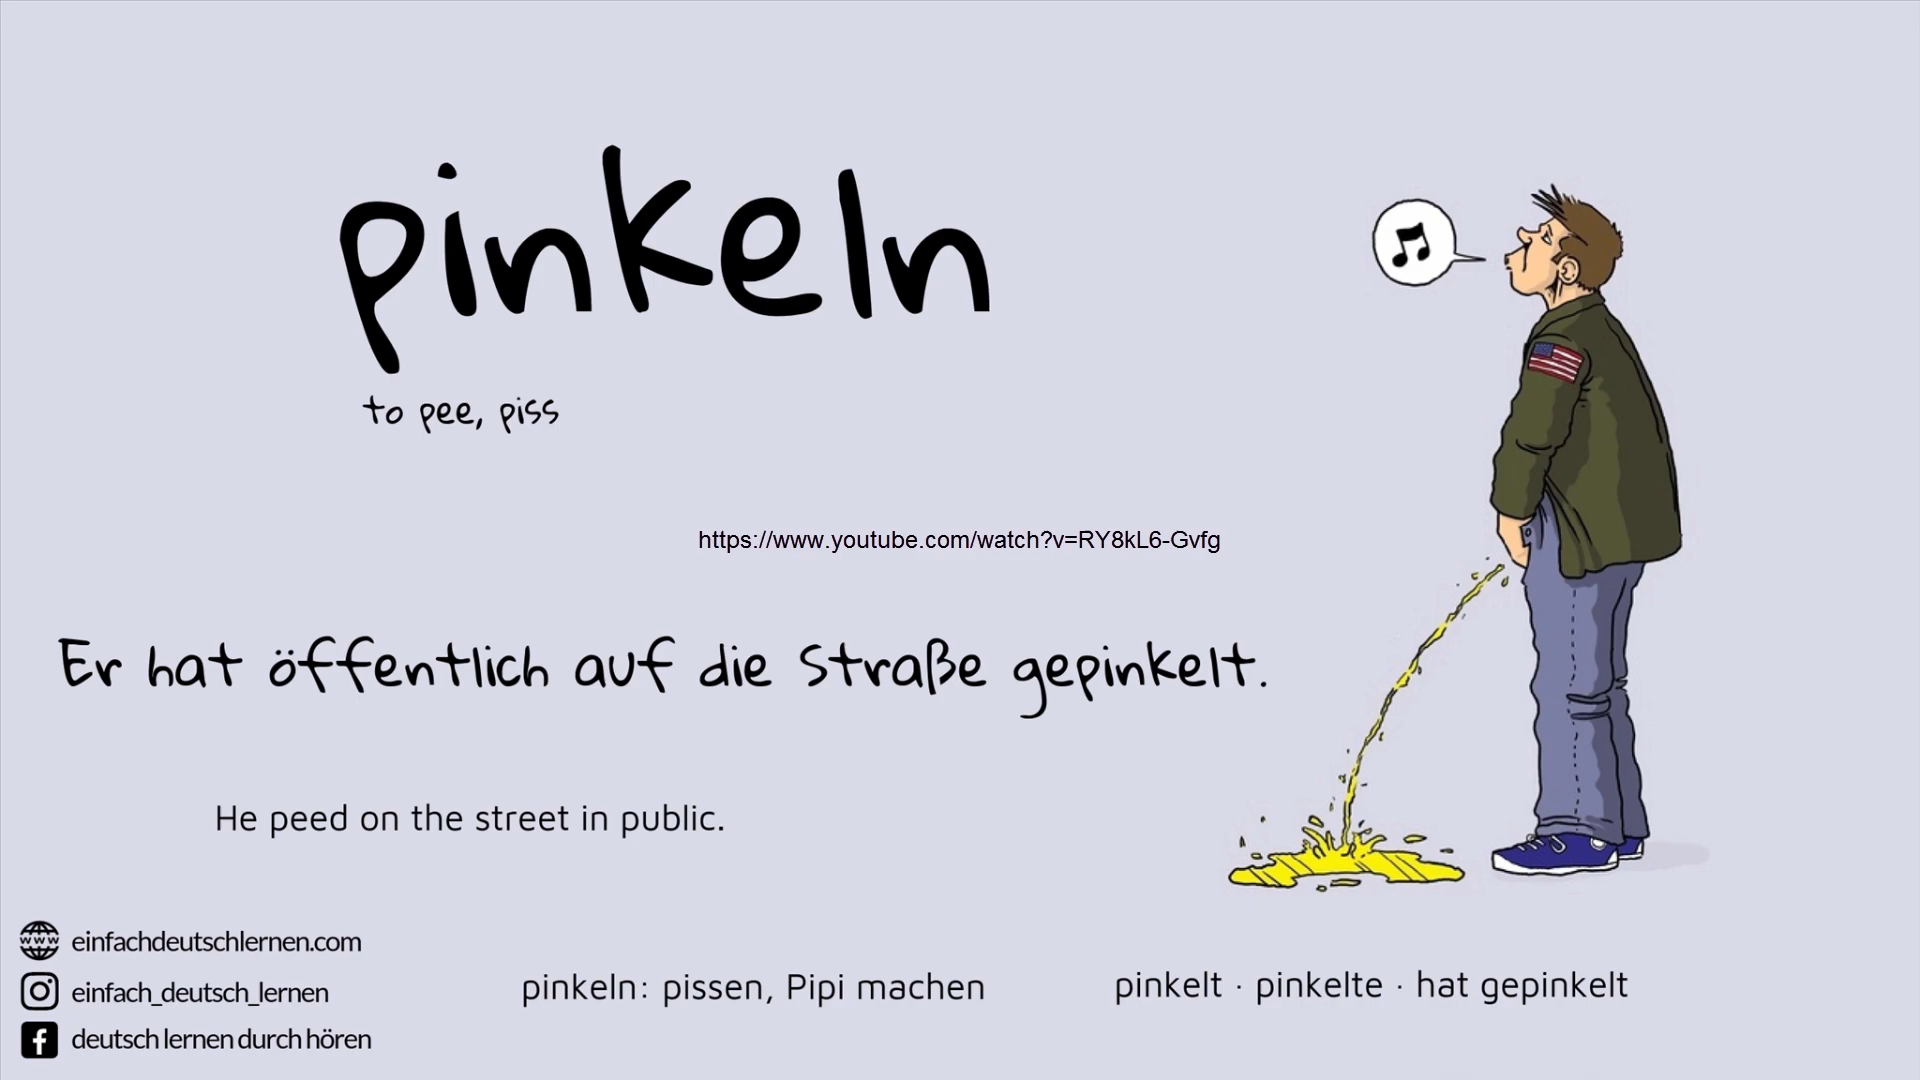 pinkeln
to pee, piss
https://www.youtube.com/watch?v=RY8kL6-Gvfg
Er hat öffentlich auf die Straße gepinkelt.
He peed on the street in public.
www einfachdeutschlernen.com
einfach_deutsch_lernen
deutsch lernen durch hören
pinkeln: pissen, Pipi machen
pinkelt · pinkelte · hat gepinkelt